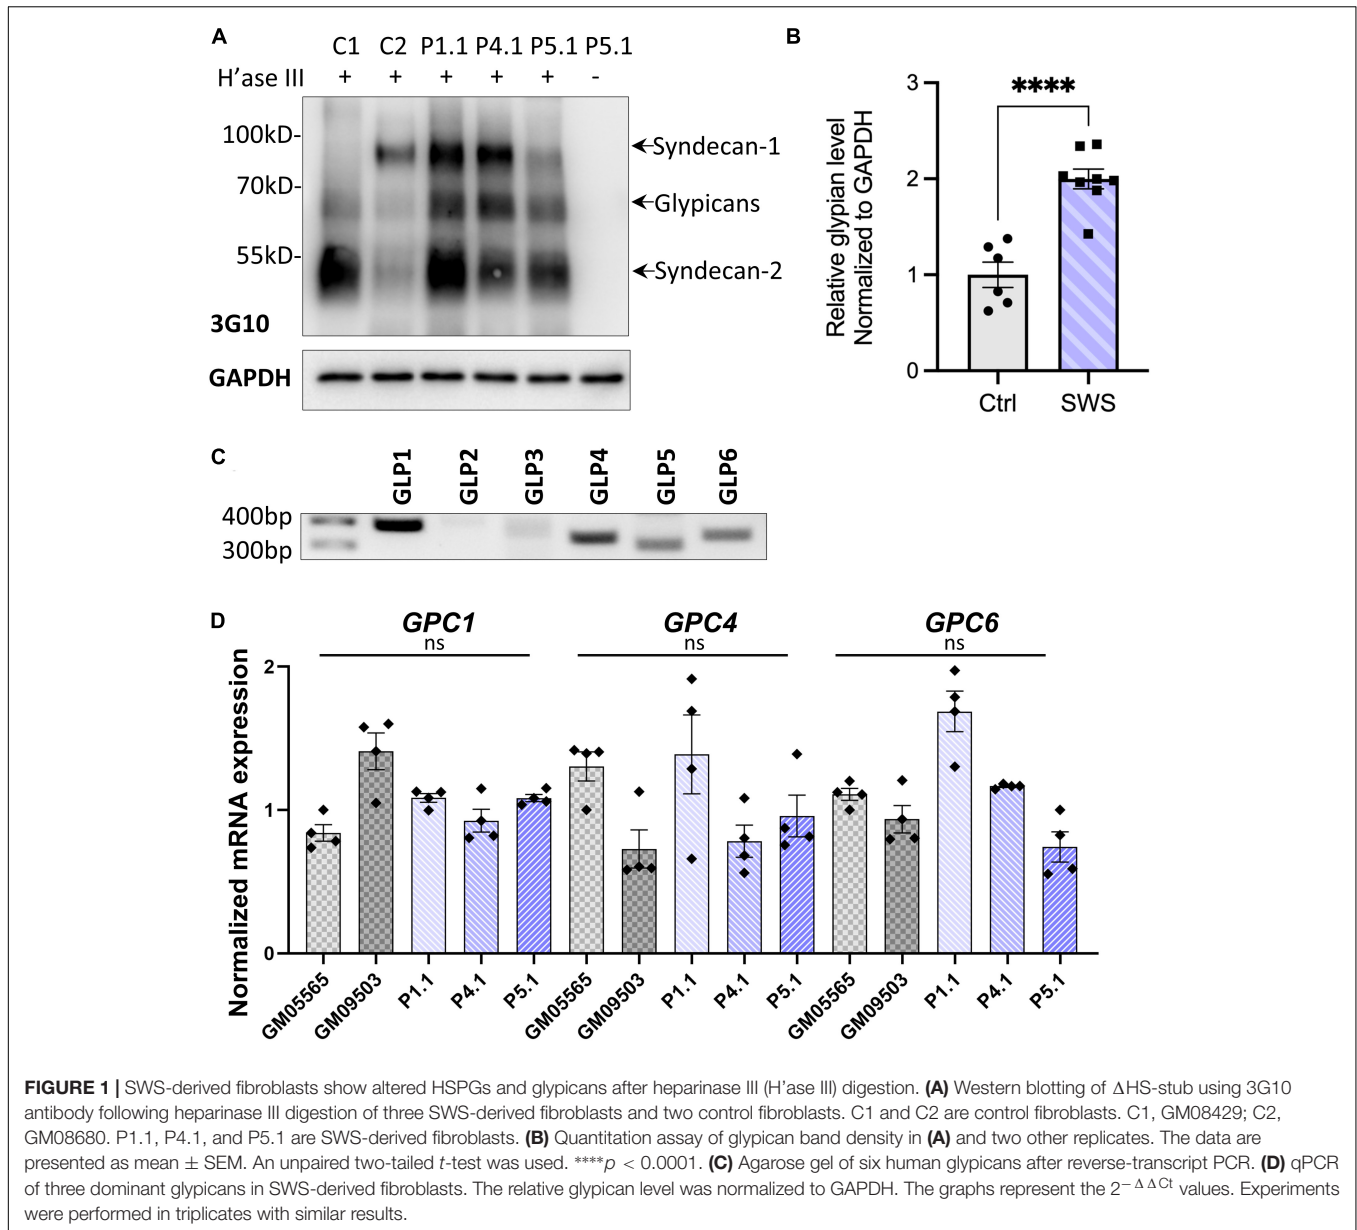 A
C1 C2 P1.1 P4.1 P5.1 P5.1
H'ase III + + + + + -
100kD-
70kD-
55kD-
Syndecan-1
Glypicans
Syndecan-2
3G10
GAPDH
B
Relative glypian level
Normalized to GAPDH
3
2
1
0
****
Ctrl SWS
C
GLP1 GLP2 GLP3 GLP4 GLP5 GLP6
400bp
300bp
D
GPC1 GPC4 GPC6
ns ns ns
Normalized mRNA expression
2
1
0
GM05565 GM09503 P1.1 P4.1 P5.1 GM05565 GM09503 P1.1 P4.1 P5.1 GM05565 GM09503 P1.1 P4.1 P5.1
FIGURE 1 | SWS-derived fibroblasts show altered HSPGs and glypicans after heparinase III (H'ase III) digestion. (A) Western blotting of ΔHS-stub using 3G10
antibody following heparinase III digestion of three SWS-derived fibroblasts and two control fibroblasts. C1 and C2 are control fibroblasts. C1, GM08429; C2,
GM08680. P1.1, P4.1, and P5.1 are SWS-derived fibroblasts. (B) Quantitation assay of glypican band density in (A) and two other replicates. The data are
presented as mean ± SEM. An unpaired two-tailed t-test was used. ****p < 0.0001. (C) Agarose gel of six human glypicans after reverse-transcript PCR. (D) qPCR
of three dominant glypicans in SWS-derived fibroblasts. The relative glypican level was normalized to GAPDH. The graphs represent the 2−ΔΔCt values. Experiments
were performed in triplicates with similar results.